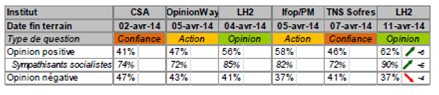 Institut CSA OpinionWay LH2 Ifop/PM TNS Sofres LH2
Date fin terrain 02-avr-14 05-avr-14 04-avr-14 05-avr-14 07-avr-14 11-avr-14
Type de question Confiance Action Opinion Action Confiance Opinion
Opinion positive 41% 47% 56% 58% 46% 62%
Sympathisants socialistes 74% 72% 85% 82% 72% 90%
Opinion négative 47% 43% 41% 37% 41% 37%